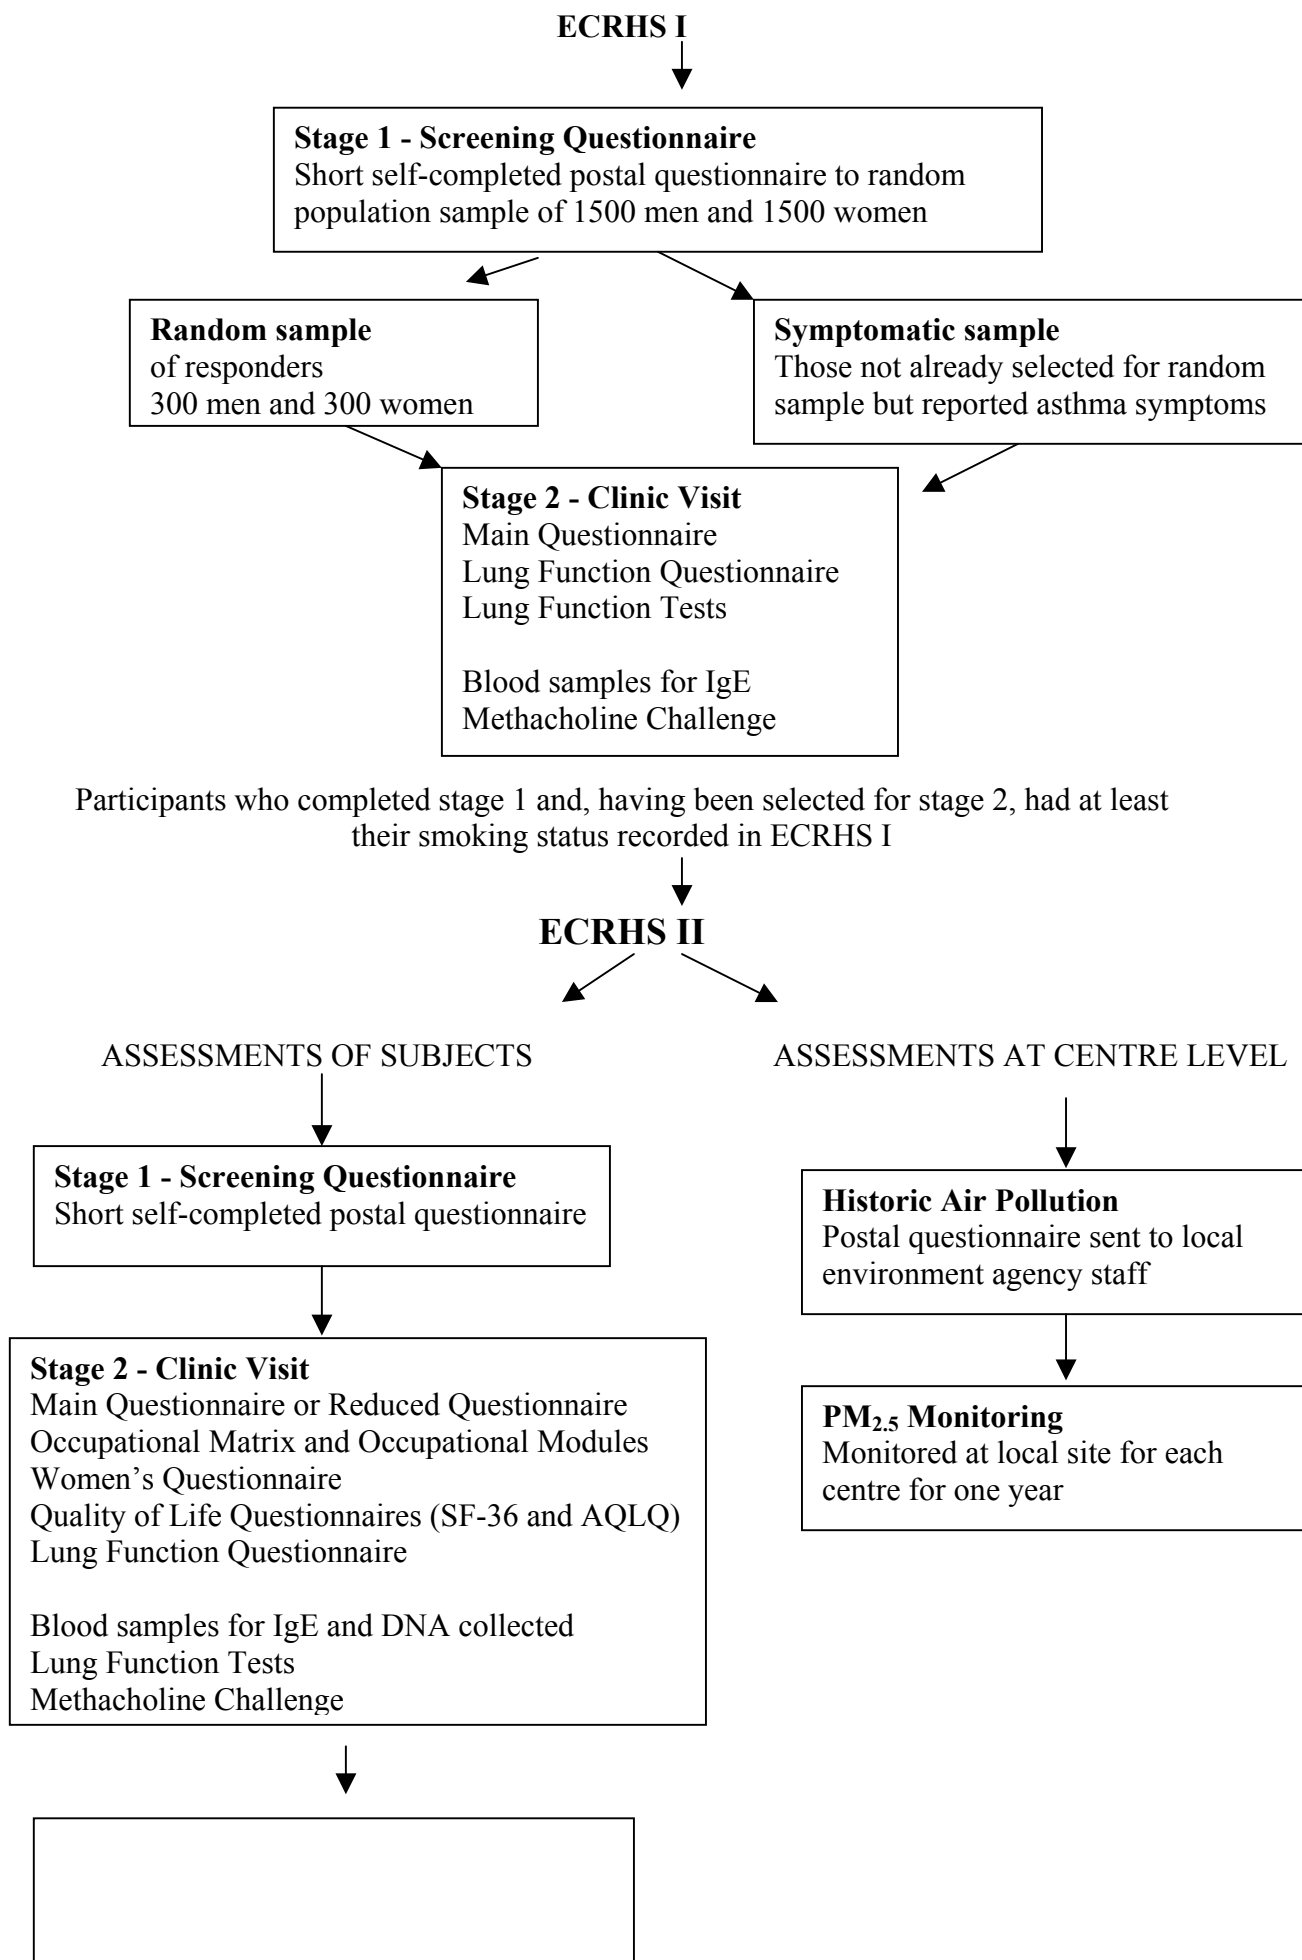 ECRHS I
Stage 1 - Screening Questionnaire
Short self-completed postal questionnaire to random
population sample of 1500 men and 1500 women
Random sample
of responders
300 men and 300 women
Symptomatic sample
Those not already selected for random
sample but reported asthma symptoms
Stage 2 - Clinic Visit
Main Questionnaire
Lung Function Questionnaire
Lung Function Tests
Blood samples for IgE
Methacholine Challenge
Participants who completed stage 1 and, having been selected for stage 2, had at least
their smoking status recorded in ECRHS I
ECRHS II
ASSESSMENTS OF SUBJECTS
Stage 1 - Screening Questionnaire
Short self-completed postal questionnaire
Stage 2 - Clinic Visit
Main Questionnaire or Reduced Questionnaire
Occupational Matrix and Occupational Modules
Women’s Questionnaire
Quality of Life Questionnaires (SF-36 and AQLQ)
Lung Function Questionnaire
Blood samples for IgE and DNA collected
Lung Function Tests
Methacholine Challenge
ASSESSMENTS AT CENTRE LEVEL
Historic Air Pollution
Postal questionnaire sent to local
environment agency staff
PM2.5 Monitoring
Monitored at local site for each
centre for one year